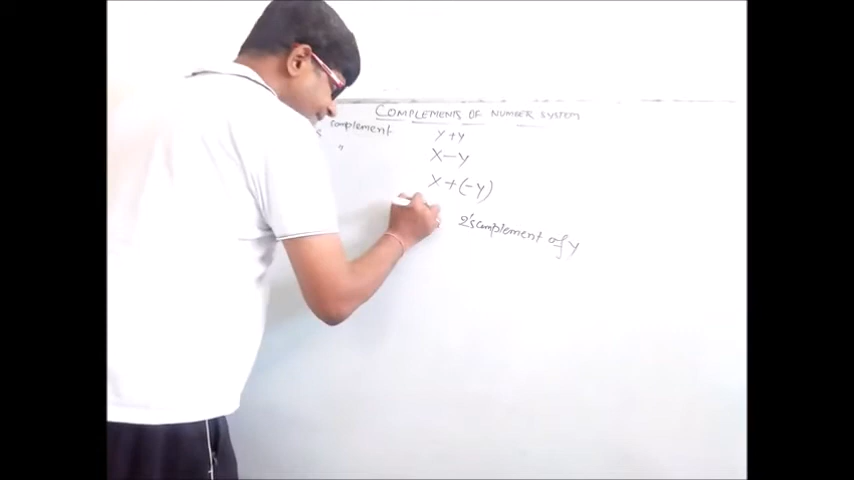 COMPLEMENTS OF NUMBER SYSTEM
s complement
"
Y+Y
X-Y
X+(-Y)
2's complement of Y